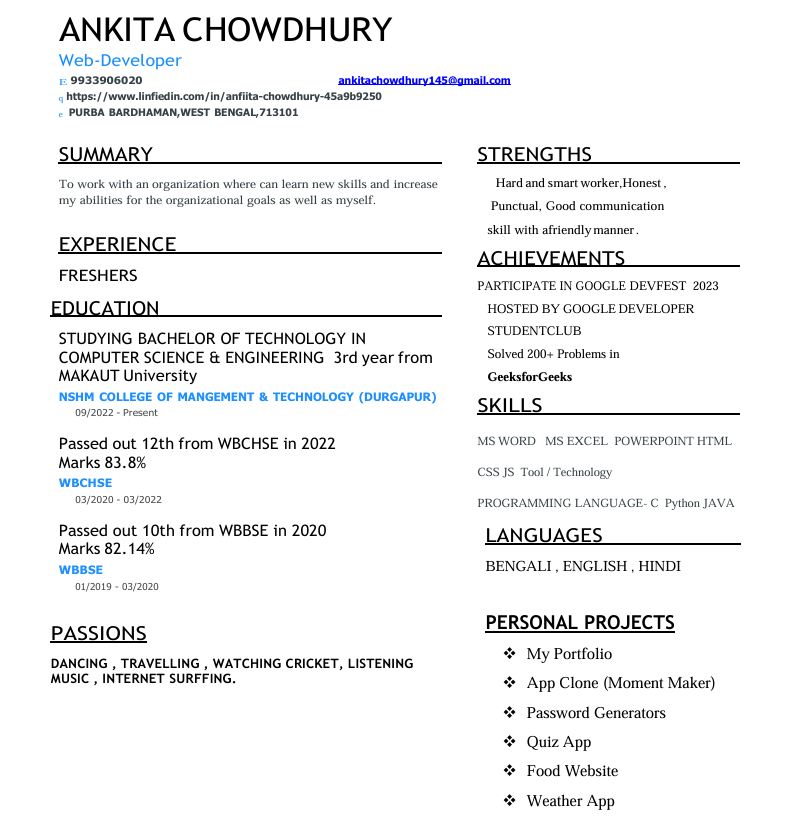 ANKITA CHOWDHURY
Web-Developer
E 9933906020 ankitachowdhury145@gmail.com
q https://www.linfiedin.com/in/anfiita-chowdhury-45a9b9250
e PURBA BARDHAMAN,WEST BENGAL,713101
SUMMARY
To work with an organization where can learn new skills and increase
my abilities for the organizational goals as well as myself.
EXPERIENCE
FRESHERS
EDUCATION
STUDYING BACHELOR OF TECHNOLOGY IN
COMPUTER SCIENCE & ENGINEERING 3rd year from
MAKAUT University
NSHM COLLEGE OF MANGEMENT & TECHNOLOGY (DURGAPUR)
09/2022 - Present
Passed out 12th from WBCHSE in 2022
Marks 83.8%
WBCHSE
03/2020 - 03/2022
Passed out 10th from WBBSE in 2020
Marks 82.14%
WBBSE
01/2019 - 03/2020
PASSIONS
DANCING , TRAVELLING , WATCHING CRICKET, LISTENING
MUSIC , INTERNET SURFFING.
STRENGTHS
Hard and smart worker,Honest ,
Punctual, Good communication
skill with afriendly manner .
ACHIEVEMENTS
PARTICIPATE IN GOOGLE DEVFEST 2023
HOSTED BY GOOGLE DEVELOPER
STUDENTCLUB
Solved 200+ Problems in
GeeksforGeeks
SKILLS
MS WORD MS EXCEL POWERPOINT HTML
CSS JS Tool / Technology
PROGRAMMING LANGUAGE- C Python JAVA
LANGUAGES
BENGALI , ENGLISH , HINDI
PERSONAL PROJECTS
❖ My Portfolio
❖ App Clone (Moment Maker)
❖ Password Generators
❖ Quiz App
❖ Food Website
❖ Weather App